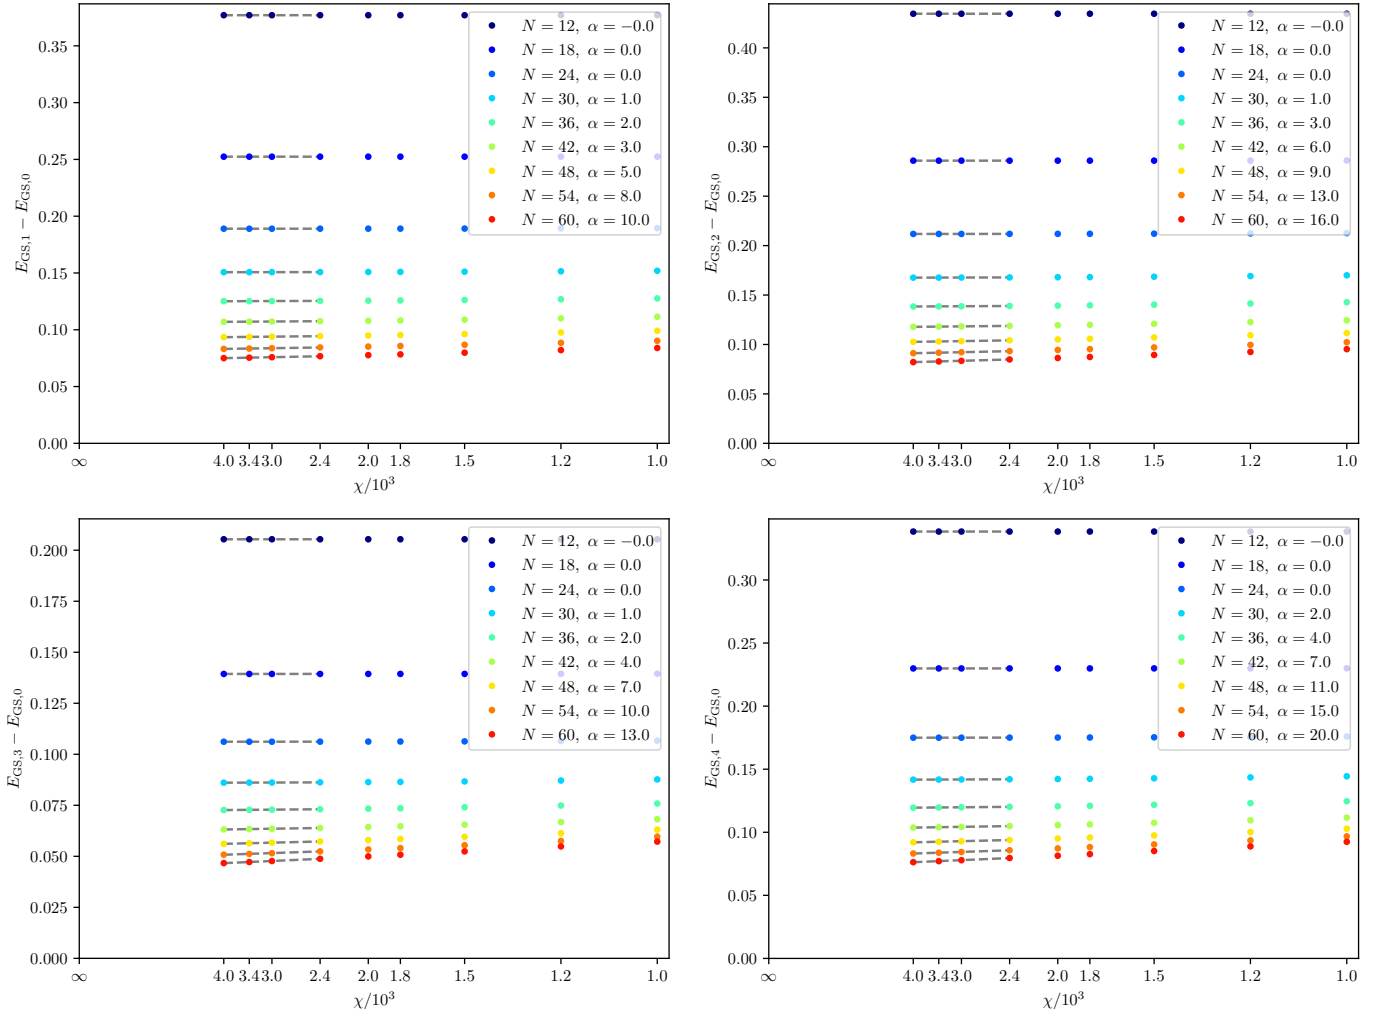 0.35
0.30
0.25
0.20
0.15
0.10
0.05
0.00
E_GS,1 − E_GS,0
N = 12, α = −0.0
N = 18, α = 0.0
N = 24, α = 0.0
N = 30, α = 1.0
N = 36, α = 2.0
N = 42, α = 3.0
N = 48, α = 5.0
N = 54, α = 8.0
N = 60, α = 10.0
∞ 4.0 3.4 3.0 2.4 2.0 1.8 1.5 1.2 1.0
χ/10³
0.40
0.35
0.30
0.25
0.20
0.15
0.10
0.05
0.00
E_GS,2 − E_GS,0
N = 12, α = −0.0
N = 18, α = 0.0
N = 24, α = 0.0
N = 30, α = 1.0
N = 36, α = 3.0
N = 42, α = 6.0
N = 48, α = 9.0
N = 54, α = 13.0
N = 60, α = 16.0
∞ 4.0 3.4 3.0 2.4 2.0 1.8 1.5 1.2 1.0
χ/10³
0.200
0.175
0.150
0.125
0.100
0.075
0.050
0.025
0.000
E_GS,3 − E_GS,0
N = 12, α = −0.0
N = 18, α = 0.0
N = 24, α = 0.0
N = 30, α = 1.0
N = 36, α = 2.0
N = 42, α = 4.0
N = 48, α = 7.0
N = 54, α = 10.0
N = 60, α = 13.0
∞ 4.0 3.4 3.0 2.4 2.0 1.8 1.5 1.2 1.0
χ/10³
0.30
0.25
0.20
0.15
0.10
0.05
0.00
E_GS,4 − E_GS,0
N = 12, α = −0.0
N = 18, α = 0.0
N = 24, α = 0.0
N = 30, α = 2.0
N = 36, α = 4.0
N = 42, α = 7.0
N = 48, α = 11.0
N = 54, α = 15.0
N = 60, α = 20.0
∞ 4.0 3.4 3.0 2.4 2.0 1.8 1.5 1.2 1.0
χ/10³